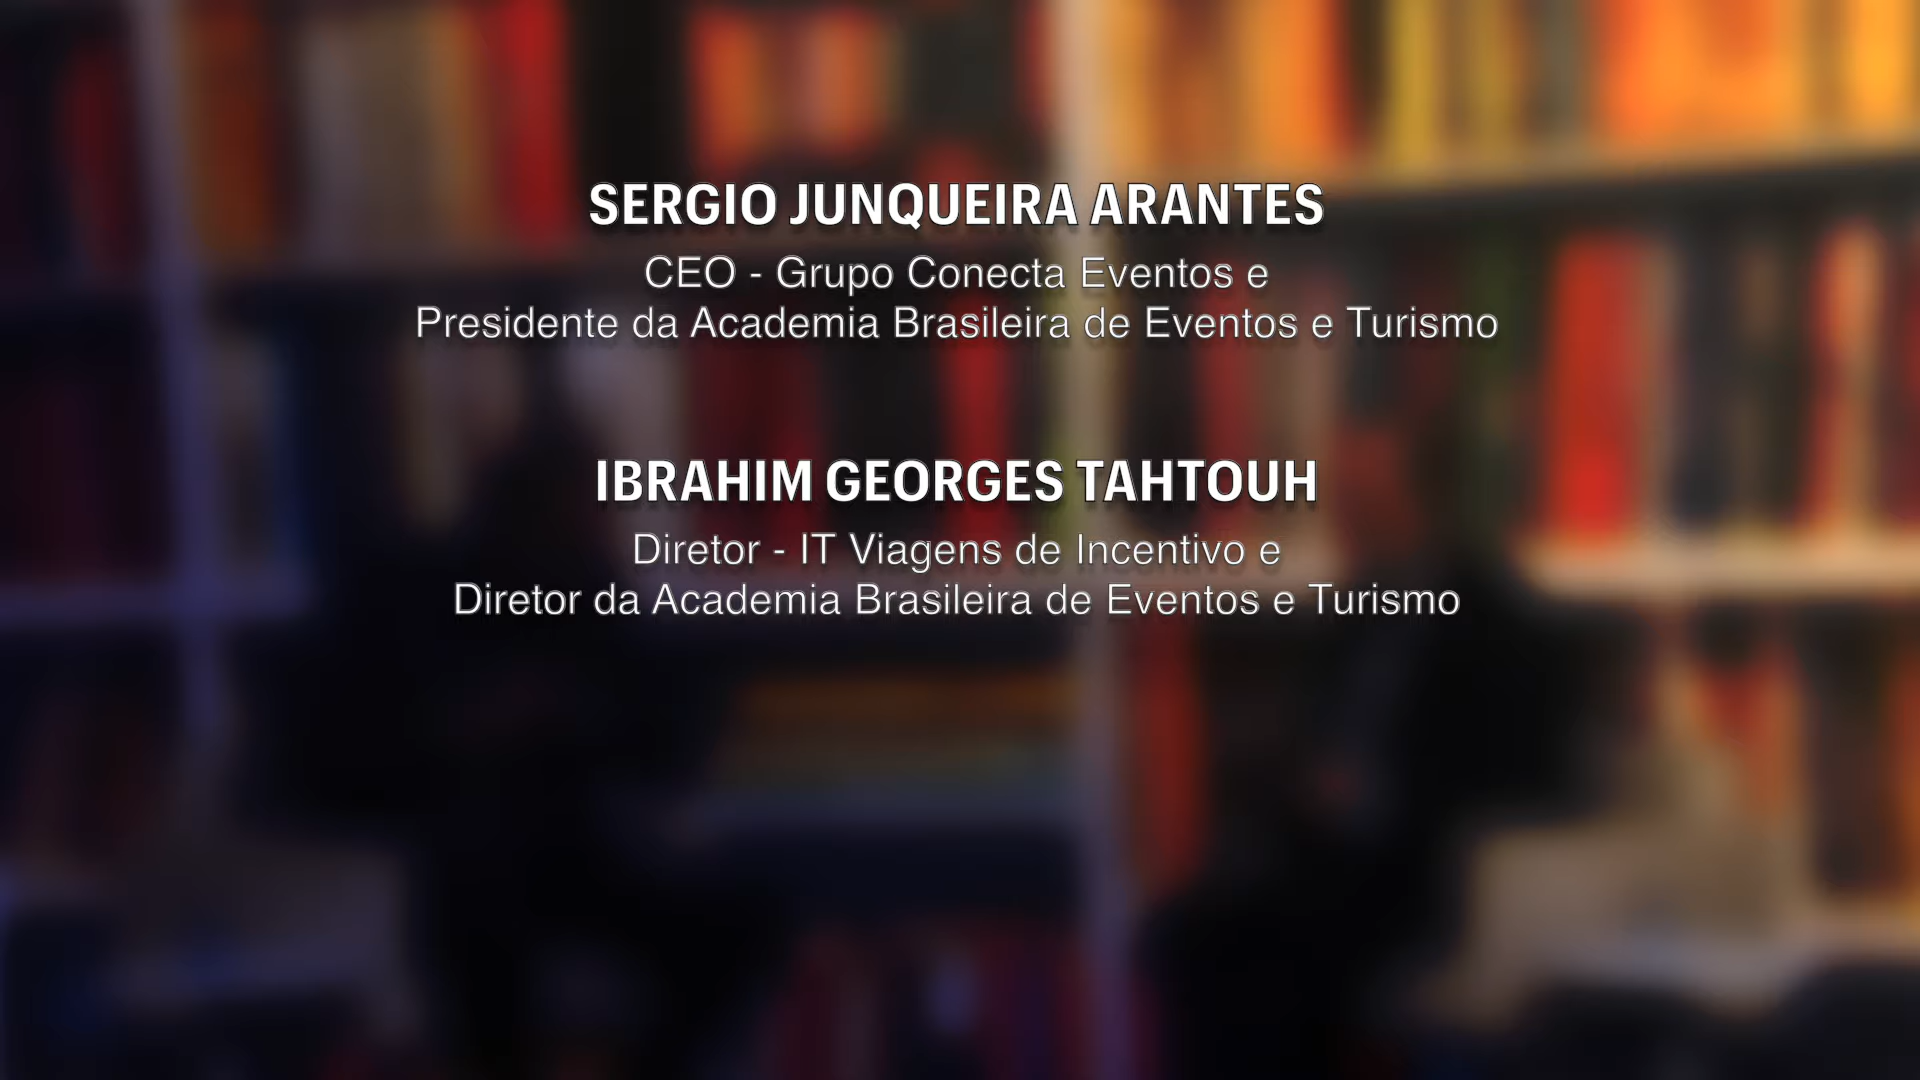 SERGIO JUNQUEIRA ARANTES
CEO - Grupo Conecta Eventos e
Presidente da Academia Brasileira de Eventos e Turismo
IBRAHIM GEORGES TAHTOUH
Diretor - IT Viagens de Incentivo e
Diretor da Academia Brasileira de Eventos e Turismo